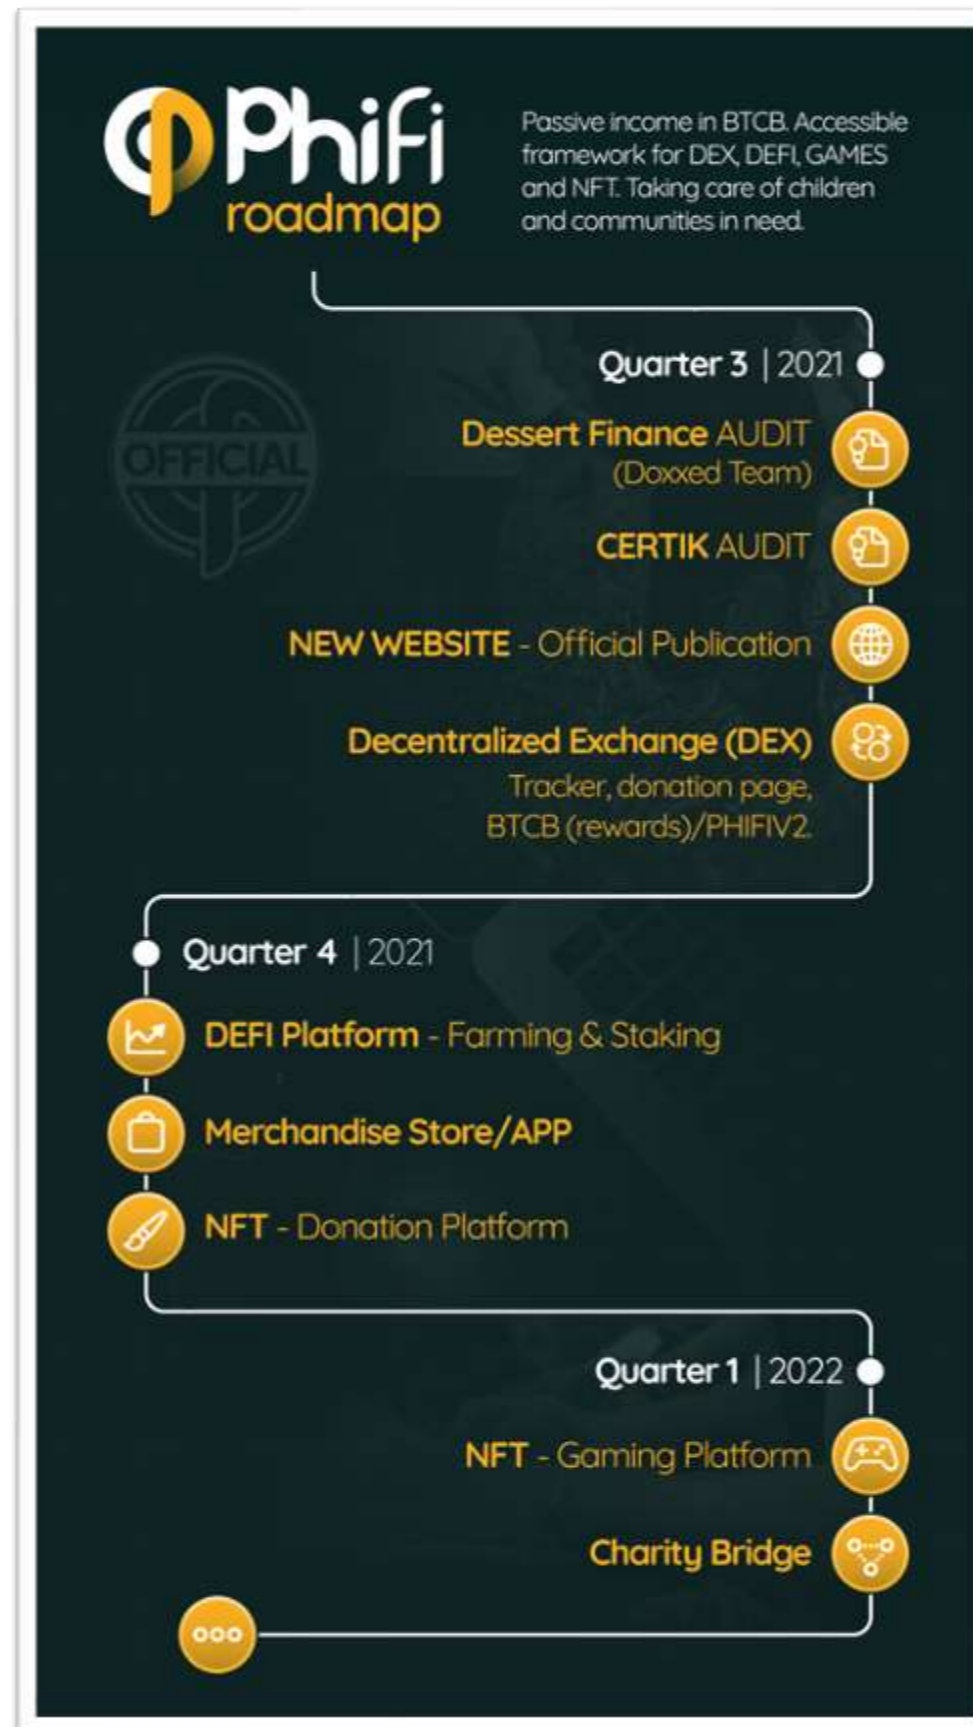 Phifi
roadmap
Passive income in BTCB. Accessible
framework for DEX, DEFI, GAMES
and NFT. Taking care of children
and communities in need.
Quarter 3 | 2021
OFFICIAL
Dessert Finance AUDIT
(Doxxed Team)
CERTIK AUDIT
NEW WEBSITE - Official Publication
Decentralized Exchange (DEX)
Tracker, donation page,
BTCB (rewards)/PHIFIV2.
Quarter 4 | 2021
DEFI Platform - Farming & Staking
Merchandise Store/APP
NFT - Donation Platform
Quarter 1 | 2022
NFT - Gaming Platform
Charity Bridge